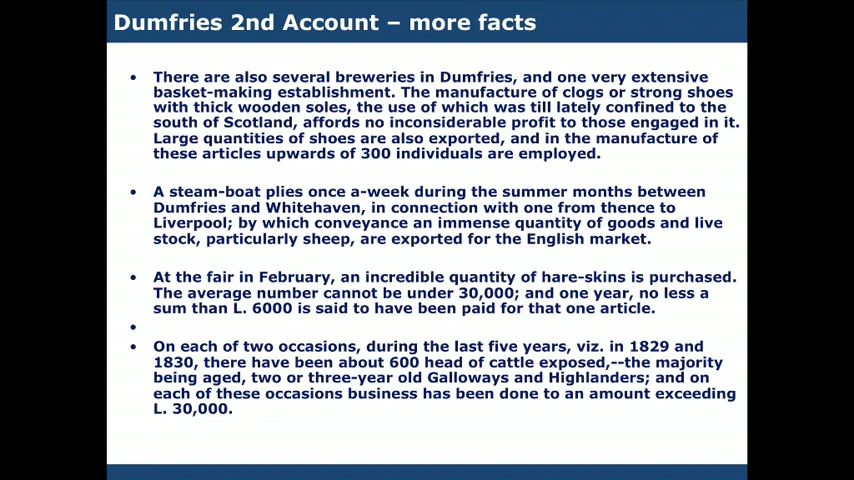 Dumfries 2nd Account – more facts
• There are also several breweries in Dumfries, and one very extensive
basket-making establishment. The manufacture of clogs or strong shoes
with thick wooden soles, the use of which was till lately confined to the
south of Scotland, affords no inconsiderable profit to those engaged in it.
Large quantities of shoes are also exported, and in the manufacture of
these articles upwards of 300 individuals are employed.
• A steam-boat plies once a-week during the summer months between
Dumfries and Whitehaven, in connection with one from thence to
Liverpool; by which conveyance an immense quantity of goods and live
stock, particularly sheep, are exported for the English market.
• At the fair in February, an incredible quantity of hare-skins is purchased.
The average number cannot be under 30,000; and one year, no less a
sum than L. 6000 is said to have been paid for that one article.
•
• On each of two occasions, during the last five years, viz. in 1829 and
1830, there have been about 600 head of cattle exposed,--the majority
being aged, two or three-year old Galloways and Highlanders; and on
each of these occasions business has been done to an amount exceeding
L. 30,000.